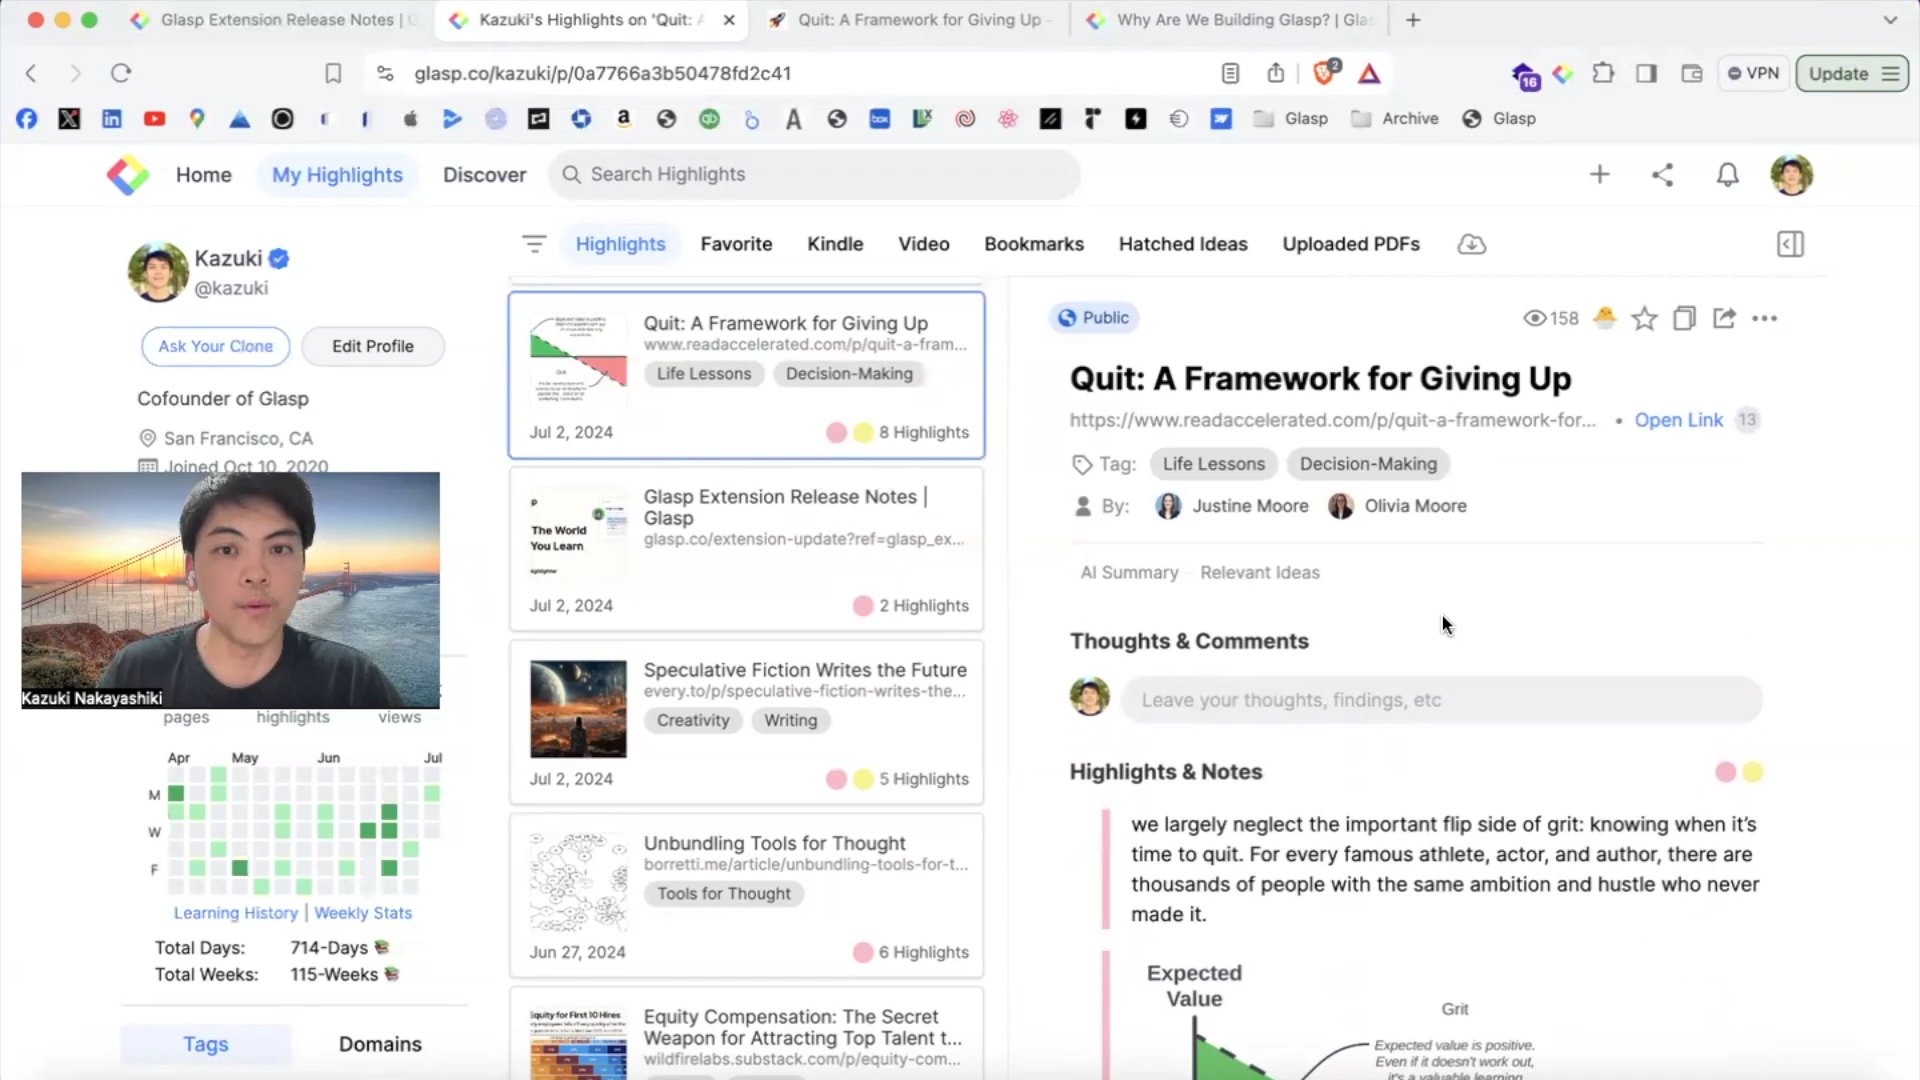 Glasp Extension Release Notes | G
Kazuki's Highlights on 'Quit: A
Quit: A Framework for Giving Up -
Why Are We Building Glasp? | Glas
glasp.co/kazuki/p/0a7766a3b50478fd2c41
2
16
VPN
Update
box
Glasp
Archive
Glasp
Home
My Highlights
Discover
Search Highlights
Kazuki
@kazuki
Ask Your Clone
Edit Profile
Cofounder of Glasp
San Francisco, CA
Joined Oct 10, 2020
Kazuki Nakayashiki
pages
highlights
views
Apr
May
Jun
Jul
M
W
F
Learning History | Weekly Stats
Total Days: 714-Days
Total Weeks: 115-Weeks
Tags
Domains
Highlights
Favorite
Kindle
Video
Bookmarks
Hatched Ideas
Uploaded PDFs
Quit: A Framework for Giving Up
www.readaccelerated.com/p/quit-a-fram...
Life Lessons
Decision-Making
Jul 2, 2024
8 Highlights
Glasp Extension Release Notes |
Glasp
glasp.co/extension-update?ref=glasp_ex...
The World
You Learn
Jul 2, 2024
2 Highlights
Speculative Fiction Writes the Future
every.to/p/speculative-fiction-writes-the...
Creativity
Writing
Jul 2, 2024
5 Highlights
Unbundling Tools for Thought
borretti.me/article/unbundling-tools-for-t...
Tools for Thought
Jun 27, 2024
6 Highlights
Equity for First 10 Hires
Equity Compensation: The Secret
Weapon for Attracting Top Talent t...
wildfirelabs.substack.com/p/equity-com...
Public
158
Quit: A Framework for Giving Up
https://www.readaccelerated.com/p/quit-a-framework-for... • Open Link 13
Tag: Life Lessons Decision-Making
By: Justine Moore Olivia Moore
AI Summary
Relevant Ideas
Thoughts & Comments
Leave your thoughts, findings, etc
Highlights & Notes
we largely neglect the important flip side of grit: knowing when it's
time to quit. For every famous athlete, actor, and author, there are
thousands of people with the same ambition and hustle who never
made it.
Expected
Value
Grit
Expected value is positive.
Even if it doesn't work out,
it's a valuable learning